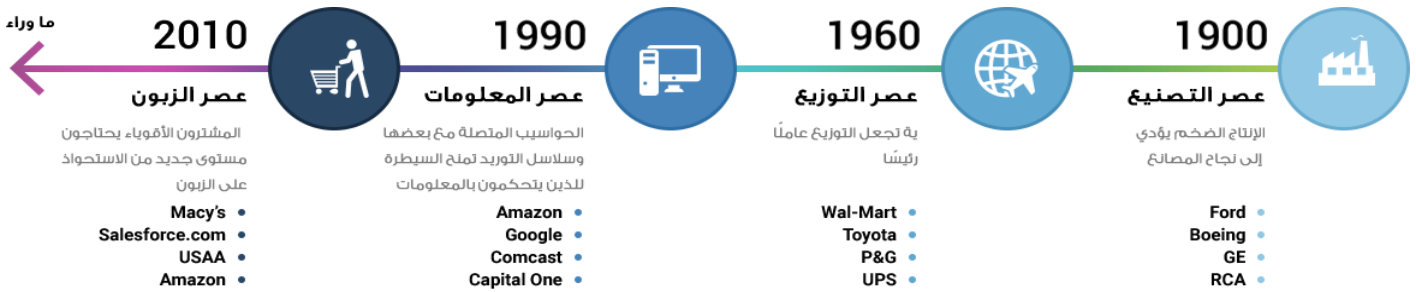 1900
عصر التصنيع
الإنتاج الضخم يؤدي
إلى نجاح المصانع
Ford
Boeing
GE
RCA
1960
عصر التوزيع
ية تجعل التوزيع عاملًا
رئيسًا
Wal-Mart
Toyota
P&G
UPS
1990
عصر المعلومات
الحواسيب المتصلة مع بعضها
وسلاسل التوريد تمنح السيطرة
للذين يتحكمون بالمعلومات
Amazon
Google
Comcast
Capital One
2010
عصر الزبون
المشترون الأقوياء يحتاجون
مستوى جديد من الاستحواذ
على الزبون
Macy's
Salesforce.com
USAA
Amazon
ما وراء